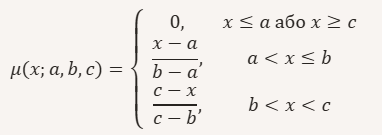 μ(x; a, b, c) = { 0, x ≤ a або x ≥ c
(x − a)/(b − a), a < x ≤ b
(c − x)/(c − b), b < x < c